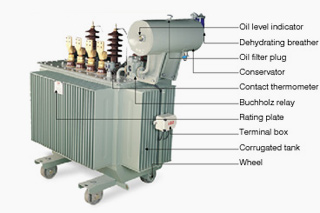 Oil level indicator
Dehydrating breather
Oil filter plug
Conservator
Contact thermometer
Buchholz relay
Rating plate
Terminal box
Corrugated tank
Wheel